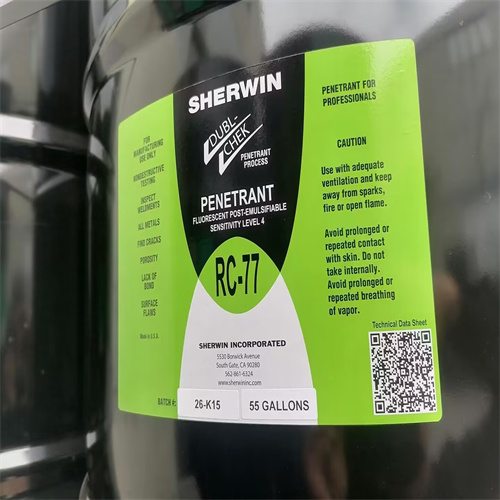 SHERWIN
DUBL-
CHEK
PENETRANT
PROCESS
PENETRANT
FLUORESCENT POST-EMULSIFIABLE
SENSITIVITY LEVEL 4
RC-77
SHERWIN INCORPORATED
5530 Borwick Avenue
South Gate, CA 90280
562-861-6324
www.sherwininc.com
FOR
MANUFACTURING
USE ONLY
NONDESTRUCTIVE
TESTING
INSPECT
WELDMENTS
ALL METALS
FIND CRACKS
POROSITY
LACK OF
BOND
SURFACE
FLAWS
Made in U.S.A.
PENETRANT FOR
PROFESSIONALS
CAUTION
Use with adequate
ventilation and keep
away from sparks,
fire or open flame.
Avoid prolonged or
repeated contact
with skin. Do not
take internally.
Avoid prolonged or
repeated breathing
of vapor.
Technical Data Sheet
BATCH #: 26-K15 55 GALLONS